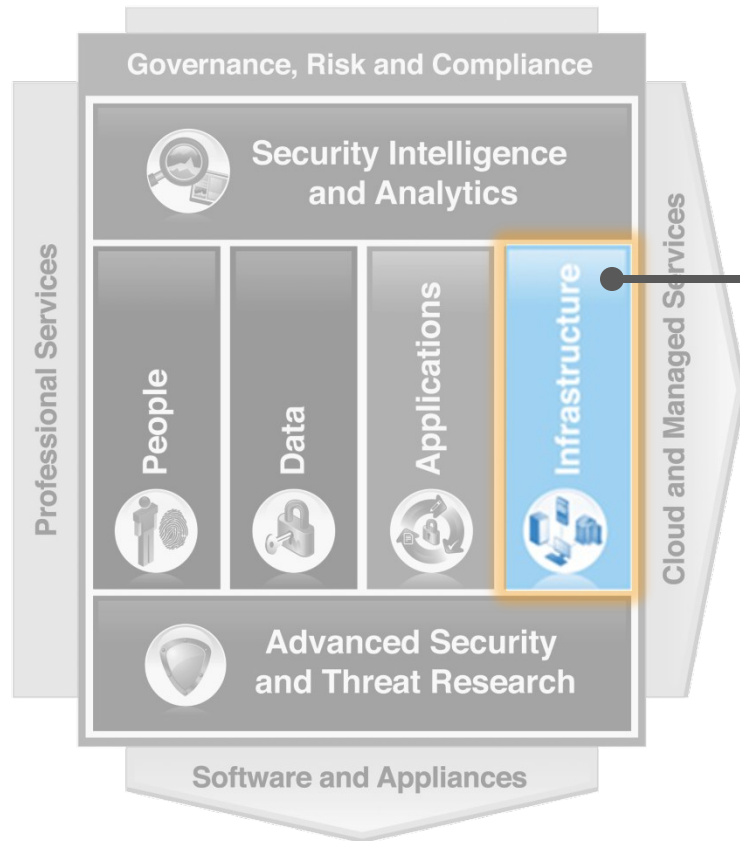 Governance, Risk and Compliance
Security Intelligence
and Analytics
Professional Services
People
Data
Applications
Infrastructure
Cloud and Managed Services
Advanced Security
and Threat Research
Software and Appliances